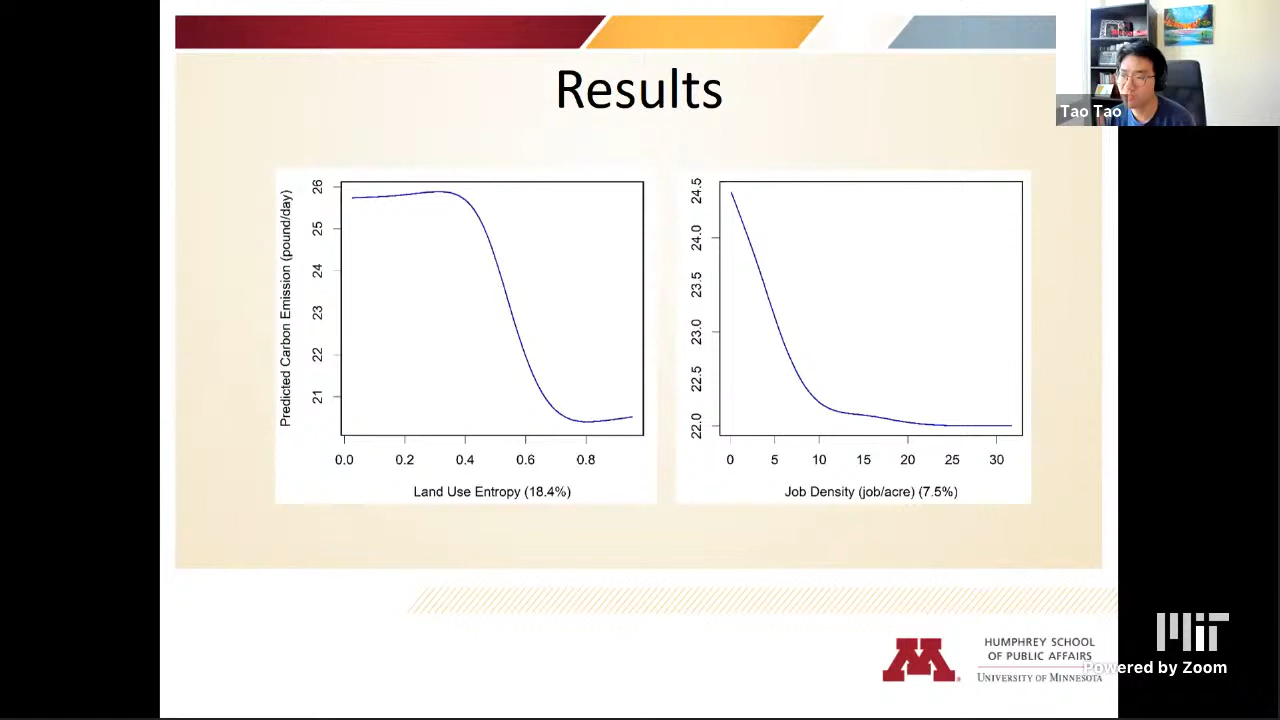 Results
Tao Tao
Predicted Carbon Emission (pound/day)
26
25
24
23
22
21
0.0 0.2 0.4 0.6 0.8
Land Use Entropy (18.4%)
24.5
24.0
23.5
23.0
22.5
22.0
0 5 10 15 20 25 30
Job Density (job/acre) (7.5%)
M
HUMPHREY SCHOOL
OF PUBLIC AFFAIRS
UNIVERSITY OF MINNESOTA
MIT
Powered by Zoom